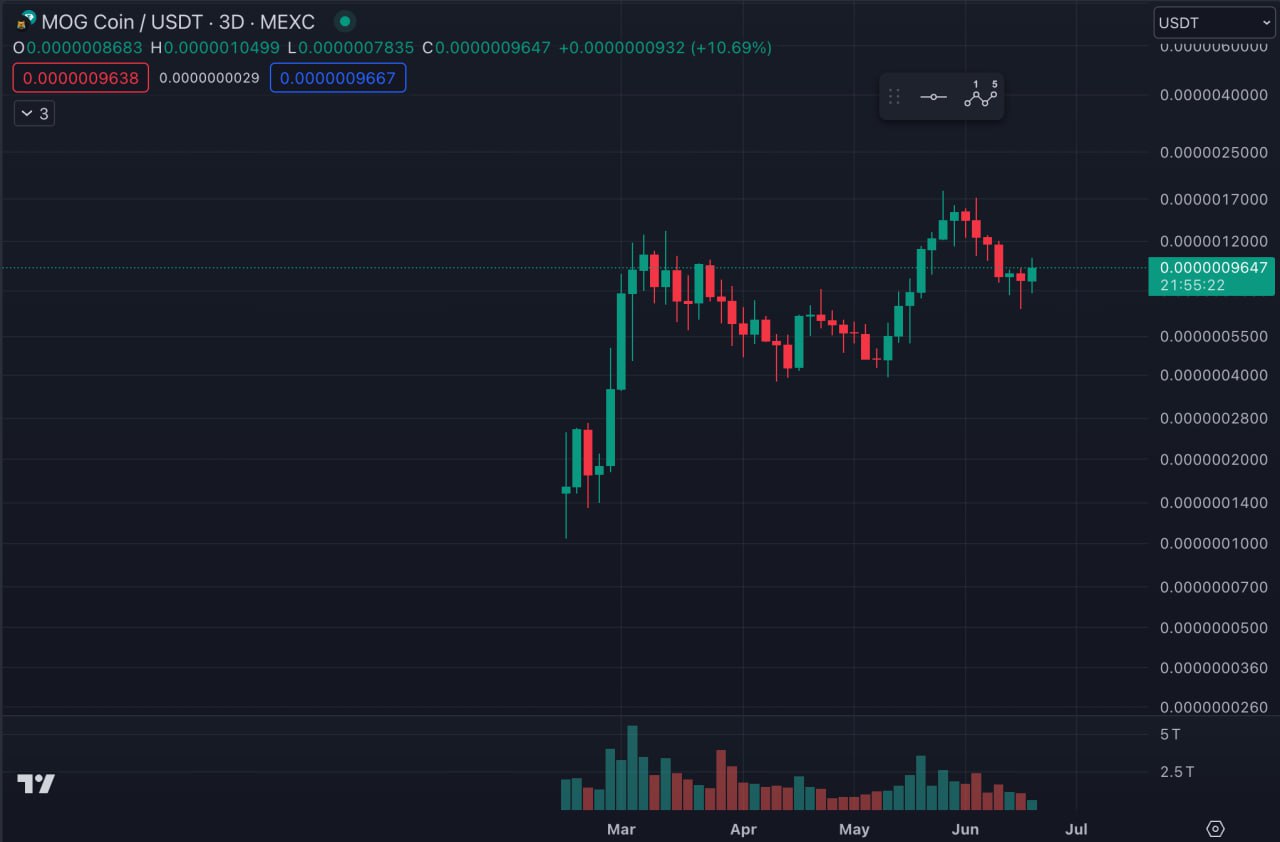 MOG Coin / USDT · 3D · MEXC
USDT
O0.0000008683 H0.0000010499 L0.0000007835 C0.0000009647 +0.0000000932 (+10.69%)
0.0000009638 0.0000000029 0.0000009667
3
1 5
0.0000060000
0.0000040000
0.0000025000
0.0000017000
0.0000012000
0.0000009647
21:55:22
0.0000005500
0.0000004000
0.0000002800
0.0000002000
0.0000001400
0.0000001000
0.0000000700
0.0000000500
0.0000000360
0.0000000260
5 T
2.5 T
Mar Apr May Jun Jul